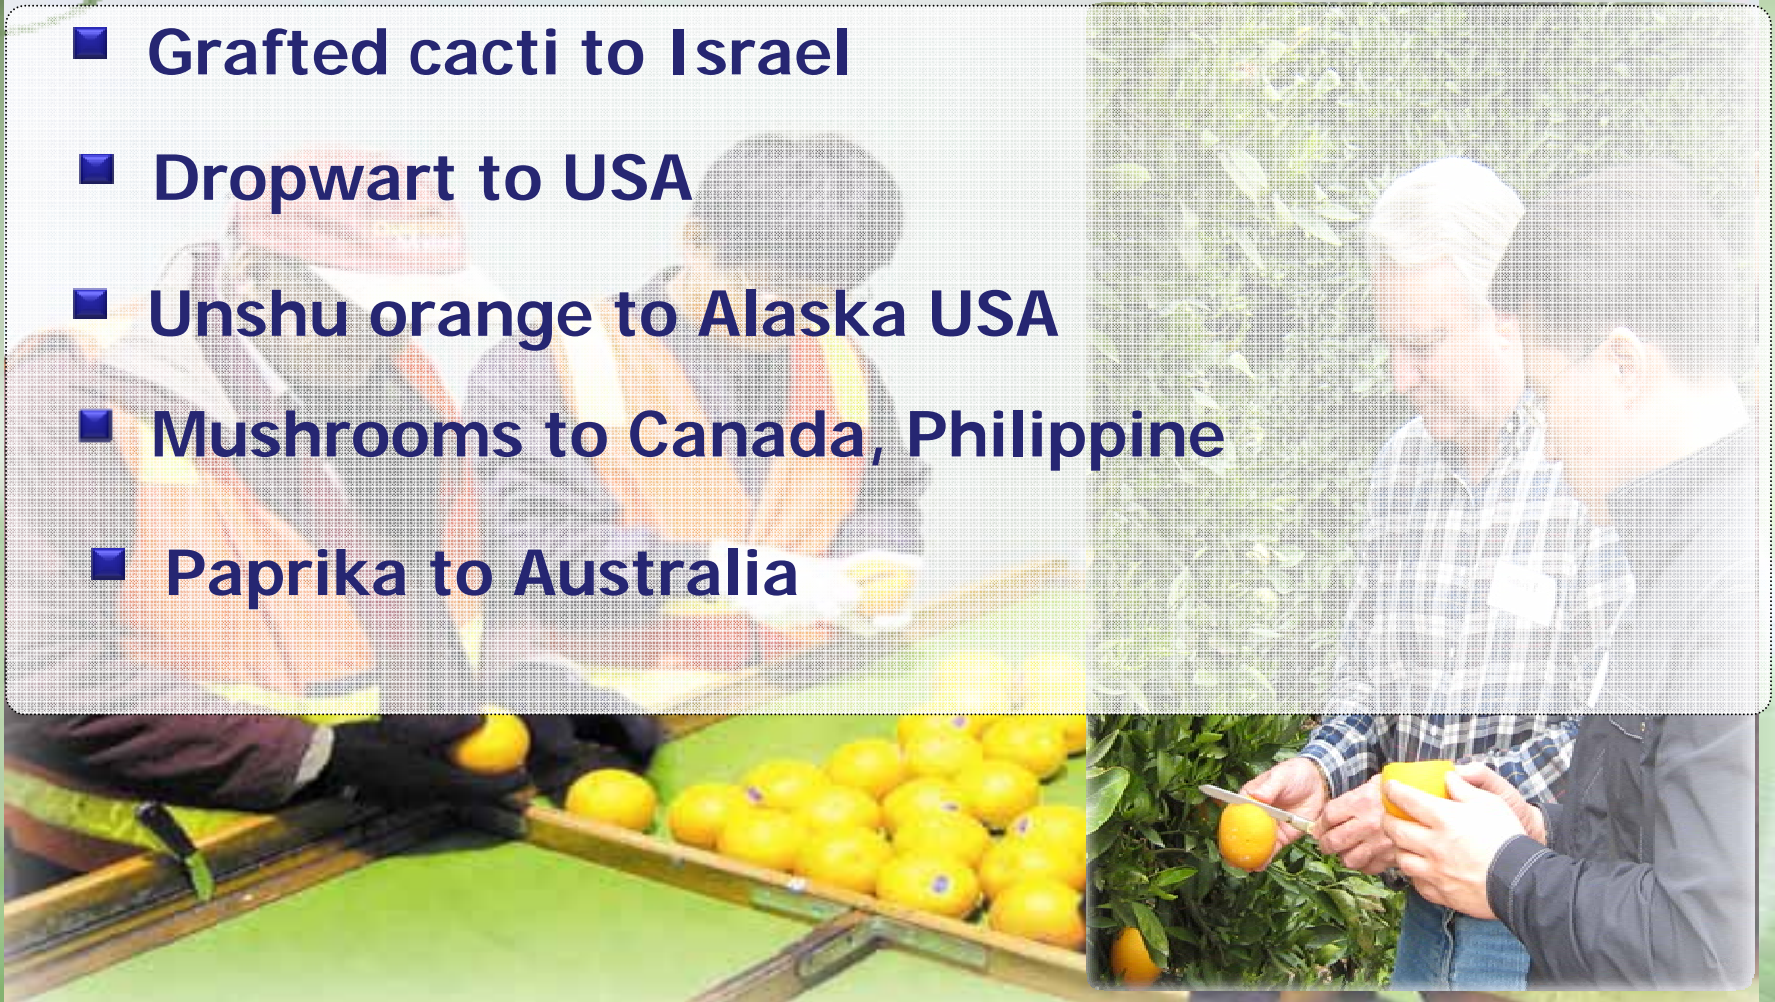 Grafted cacti to Israel
Dropwart to USA
Unshu orange to Alaska USA
Mushrooms to Canada, Philippine
Paprika to Australia